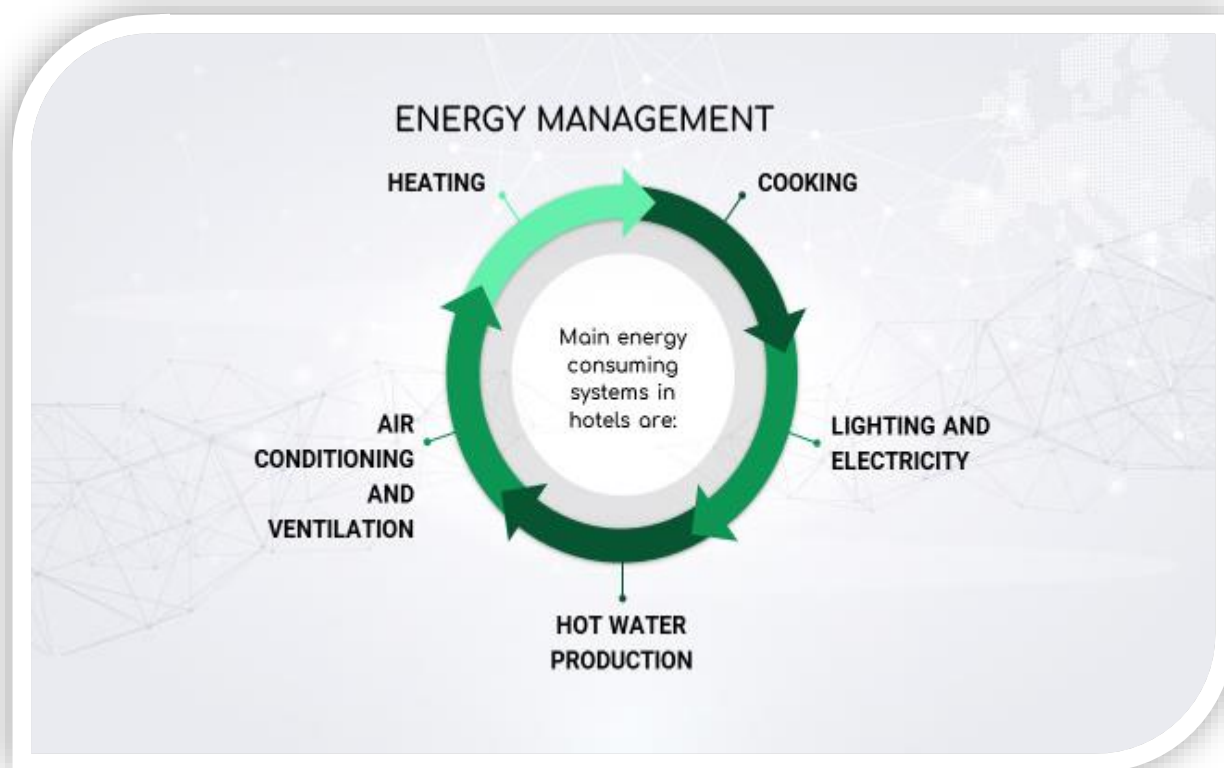 ENERGY MANAGEMENT
HEATING
COOKING
Main energy
consuming
systems in
hotels are:
AIR
CONDITIONING
AND
VENTILATION
LIGHTING AND
ELECTRICITY
HOT WATER
PRODUCTION